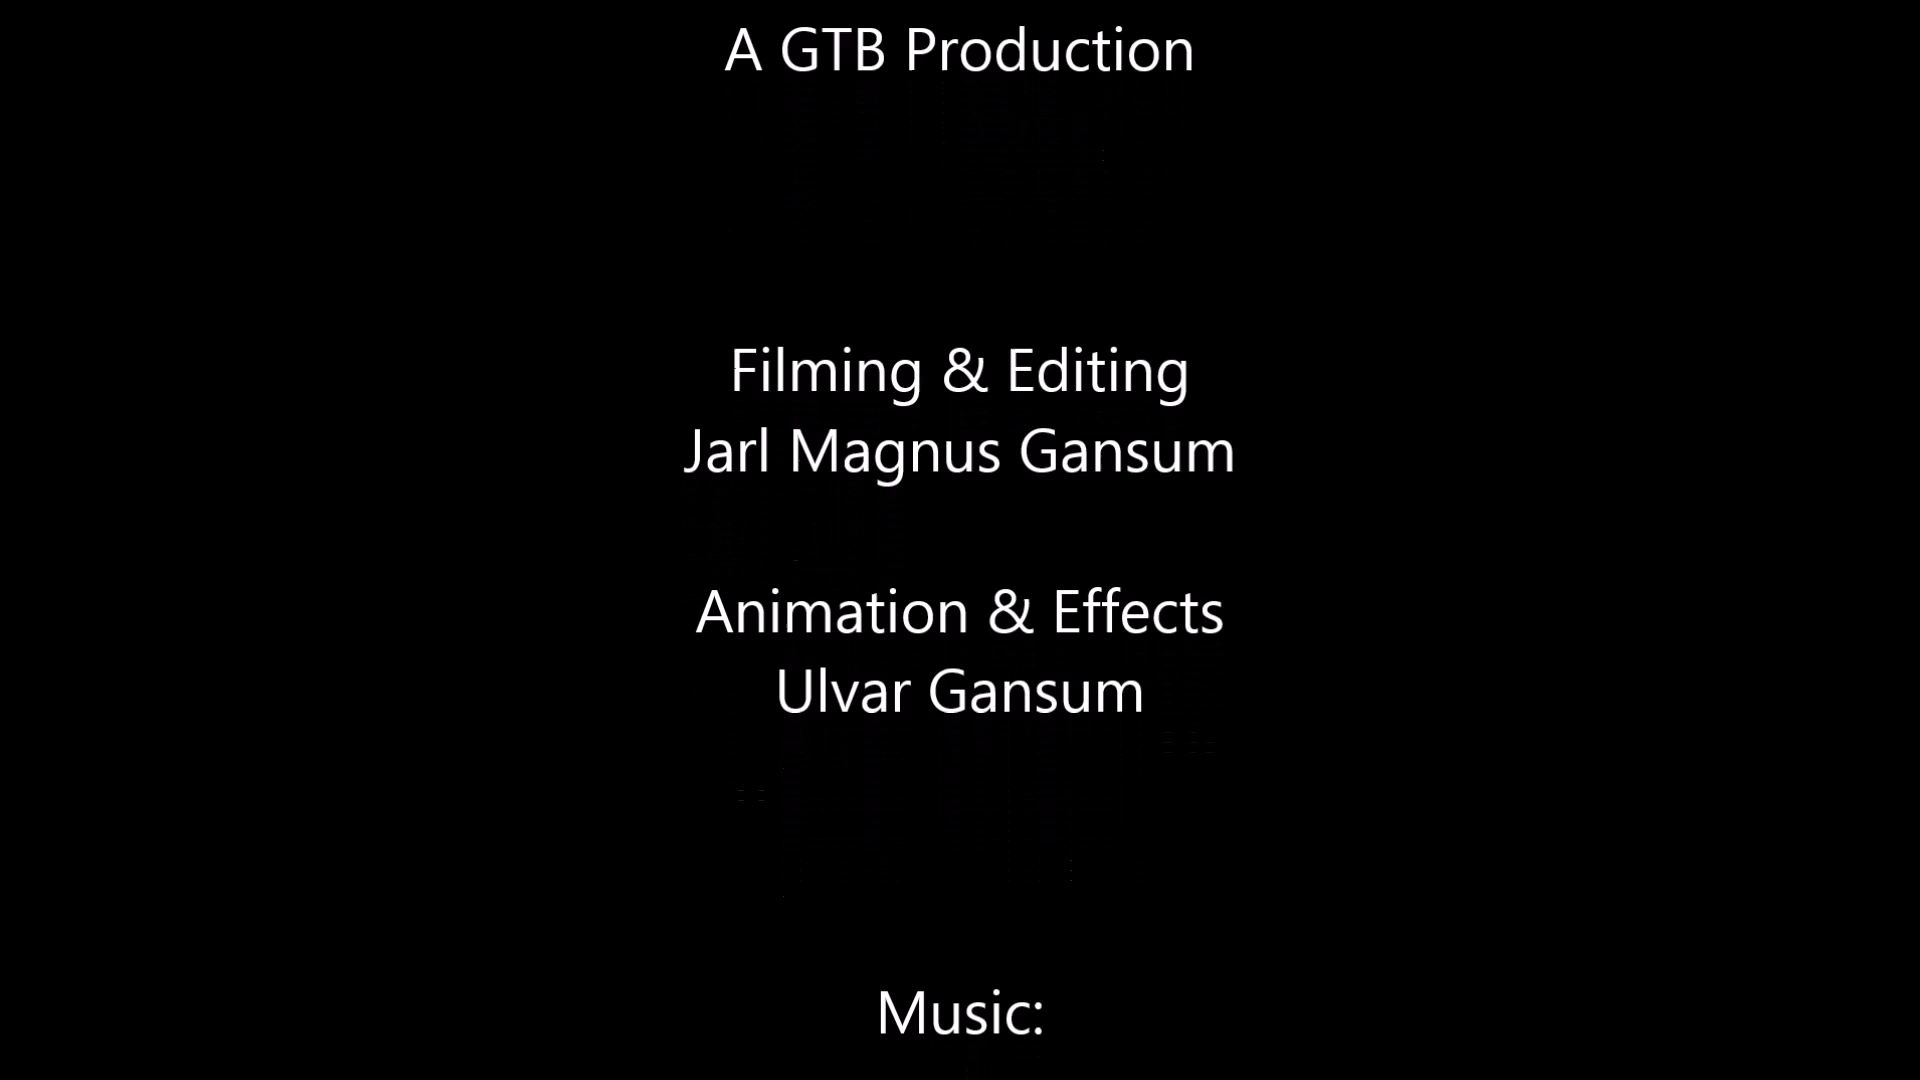 A GTB Production
Filming & Editing
Jarl Magnus Gansum
Animation & Effects
Ulvar Gansum
Music: